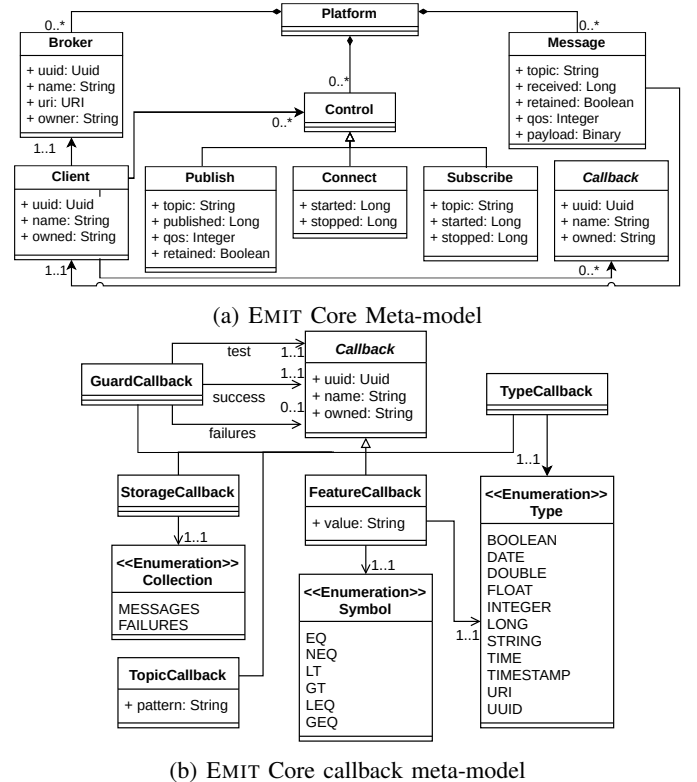 Platform
0..*
0..*
Broker
+ uuid: Uuid
+ name: String
+ uri: URI
+ owner: String
Message
+ topic: String
+ received: Long
+ retained: Boolean
+ qos: Integer
+ payload: Binary
0..*
Control
0..*
1..1
Client
+ uuid: Uuid
+ name: String
+ owned: String
Publish
+ topic: String
+ published: Long
+ qos: Integer
+ retained: Boolean
Connect
+ started: Long
+ stopped: Long
Subscribe
+ topic: String
+ started: Long
+ stopped: Long
Callback
+ uuid: Uuid
+ name: String
+ owned: String
1..1
0..*
(a) EMIT Core Meta-model
GuardCallback
test
1..1
success
1..1
failures
0..1
Callback
+ uuid: Uuid
+ name: String
+ owned: String
TypeCallback
1..1
StorageCallback
1..1
FeatureCallback
+ value: String
1..1
1..1
<<Enumeration>>
Type
BOOLEAN
DATE
DOUBLE
FLOAT
INTEGER
LONG
STRING
TIME
TIMESTAMP
URI
UUID
<<Enumeration>>
Collection
MESSAGES
FAILURES
<<Enumeration>>
Symbol
EQ
NEQ
LT
GT
LEQ
GEQ
TopicCallback
+ pattern: String
(b) EMIT Core callback meta-model